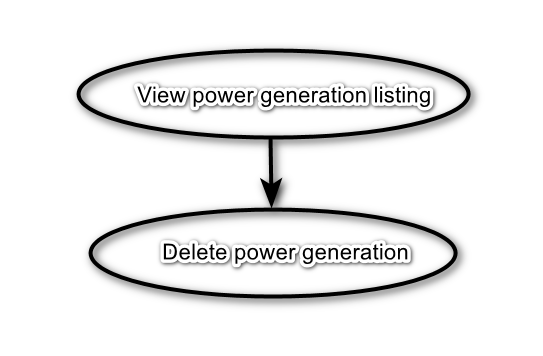 View power generation listing
Delete power generation